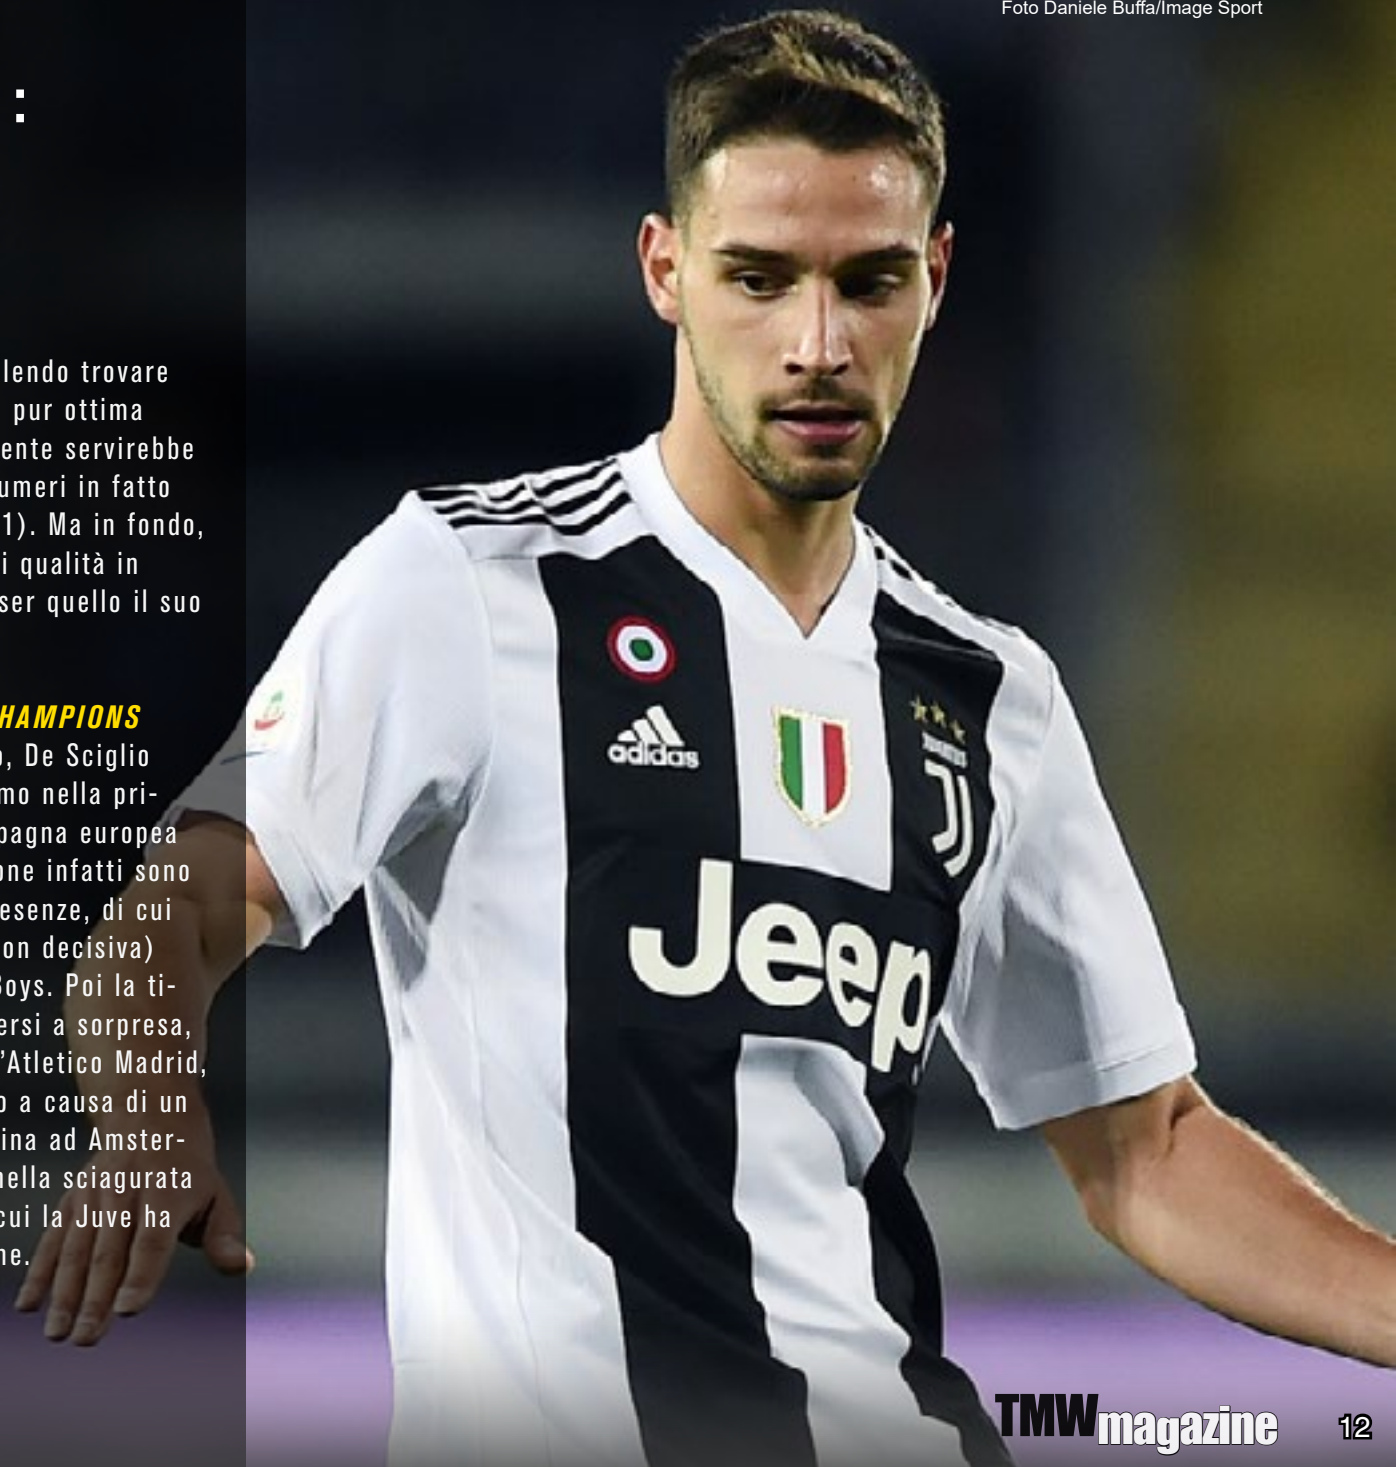 Foto Daniele Buffa/Image Sport
:
lendo trovare
pur ottima
ente servirebbe
umeri in fatto
1). Ma in fondo,
i qualità in
ser quello il suo
HAMPIONS
o, De Sciglio
mo nella pri-
pagna europea
one infatti sono
esenze, di cui
on decisiva)
Boys. Poi la ti-
ersi a sorpresa,
l'Atletico Madrid,
o a causa di un
ina ad Amster-
nella sciagurata
cui la Juve ha
ne.
adidas
JUVENTUS
Jeep
TMWmagazine
12